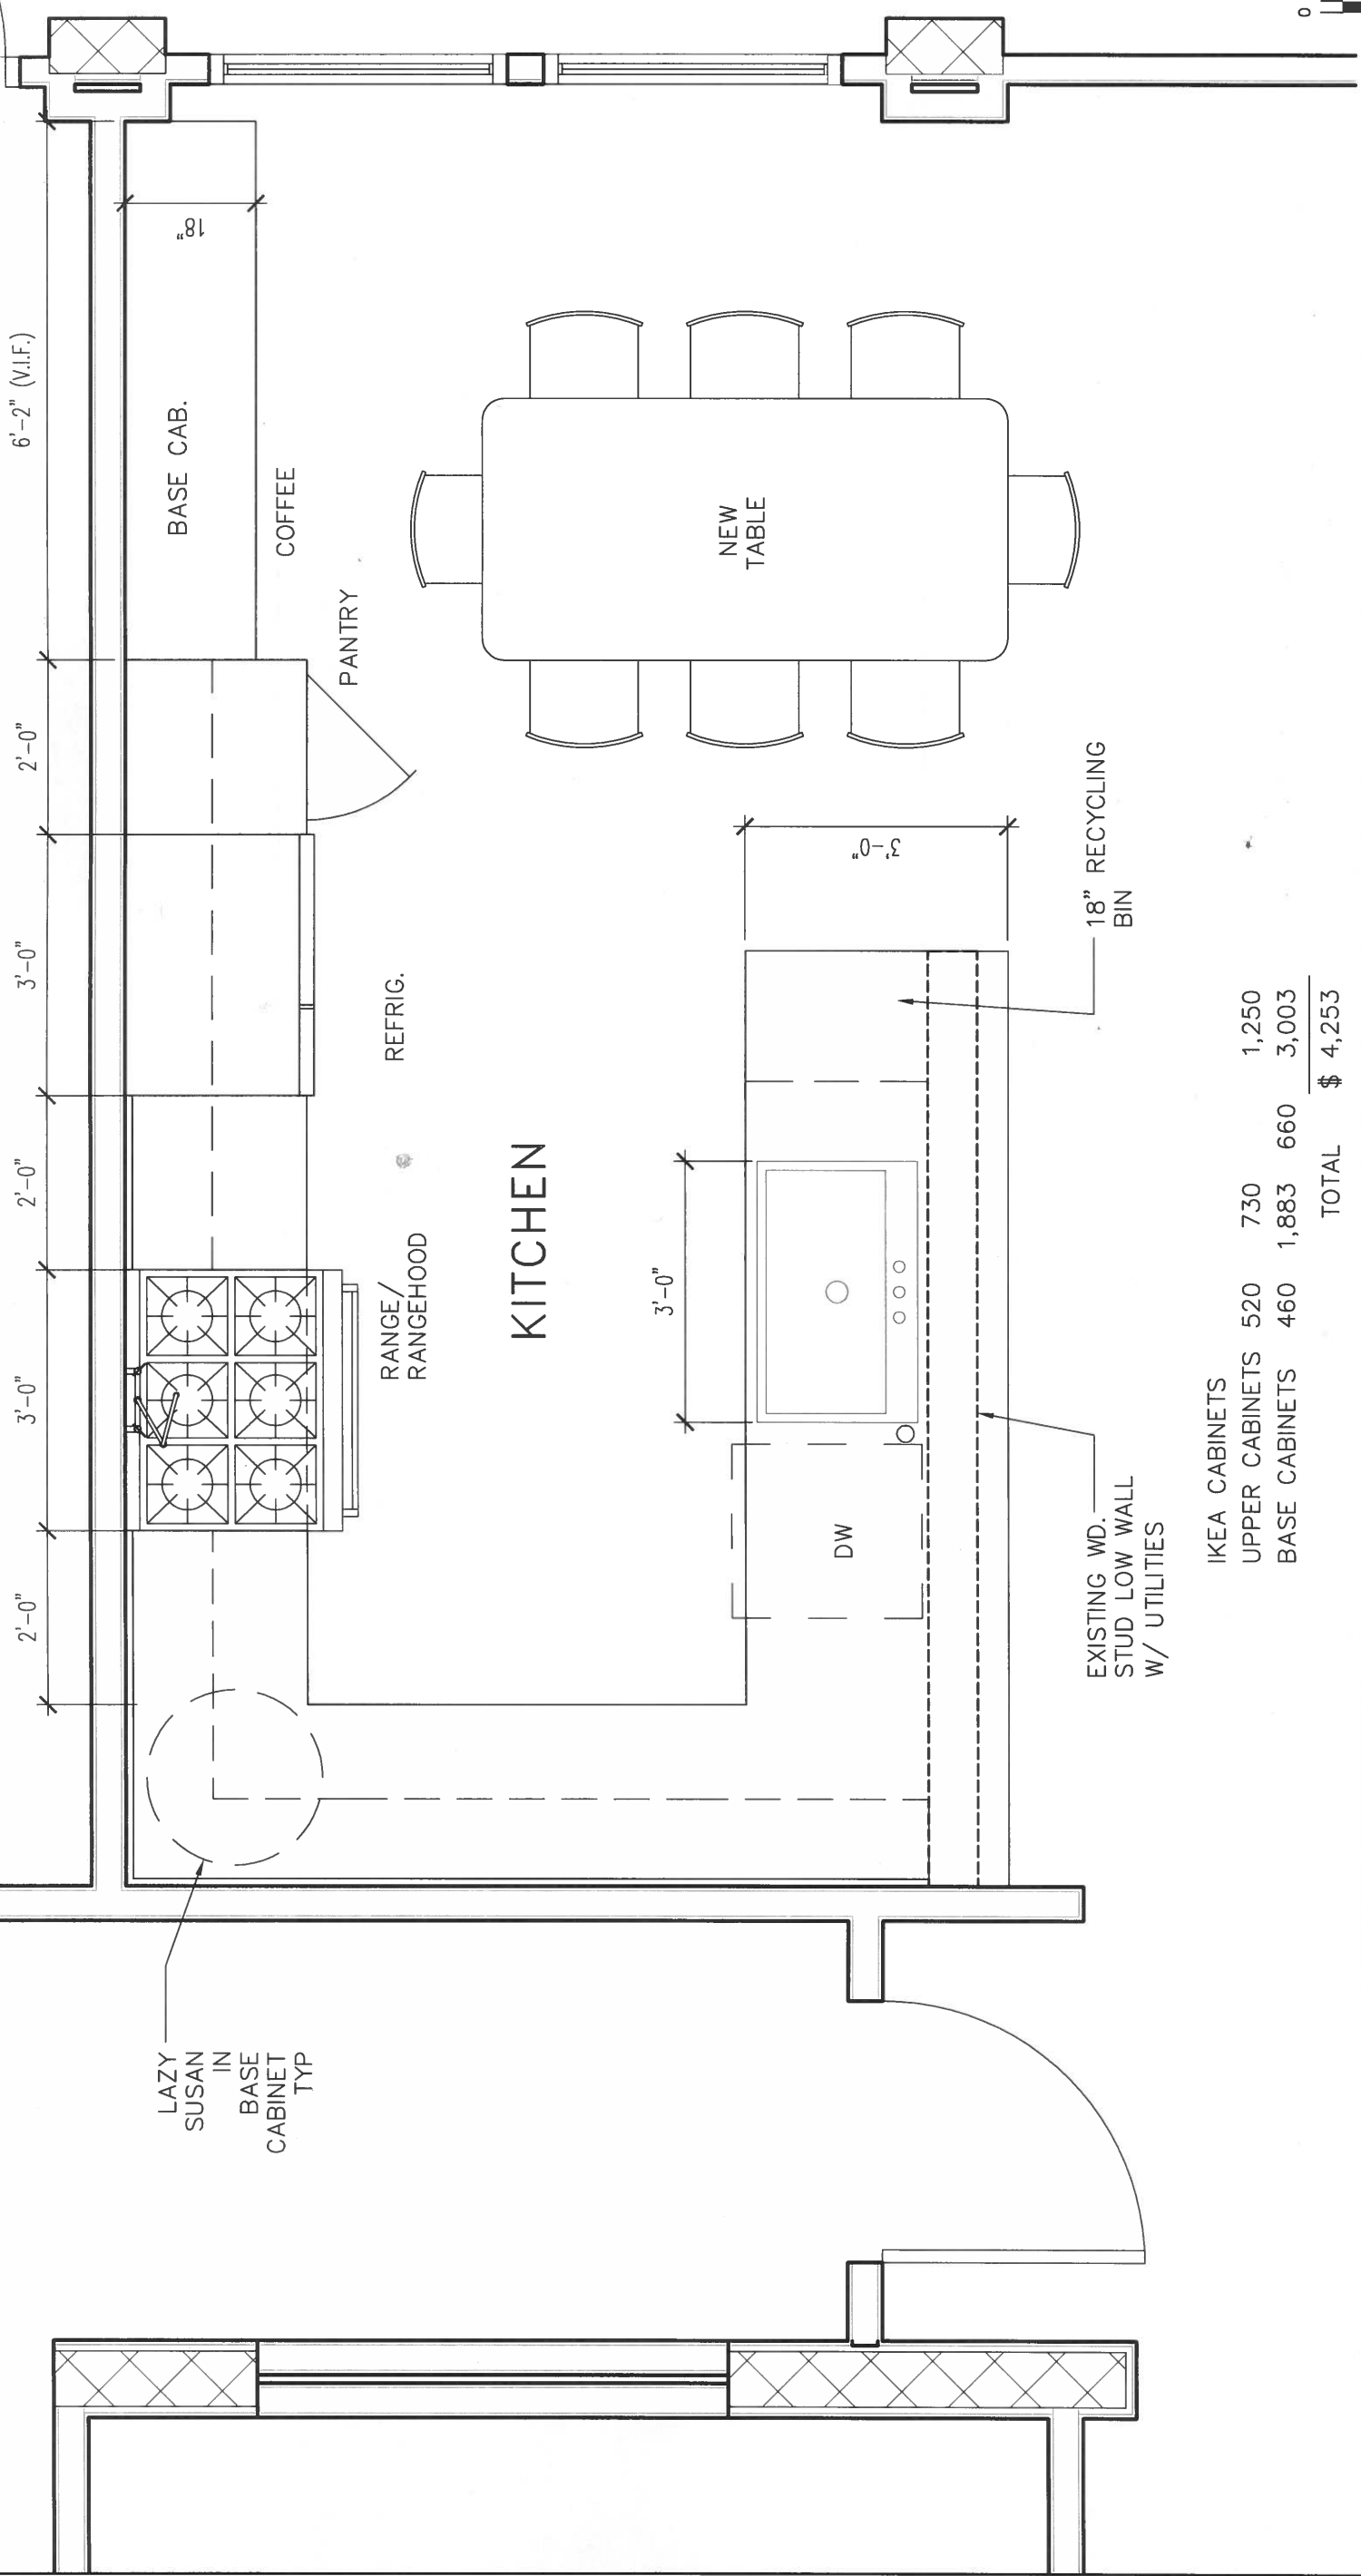 2'-0"
3'-0"
2'-0"
3'-0"
2'-0"
6'-2" (V.I.F.)
18"
BASE CAB.
COFFEE
PANTRY
REFRIG.
RANGE/
RANGEHOOD
LAZY
SUSAN
IN
BASE
CABINET
TYP
KITCHEN
NEW
TABLE
3'-0"
3'-0"
DW
18" RECYCLING
BIN
EXISTING WD.
STUD LOW WALL
W/ UTILITIES
IKEA CABINETS
UPPER CABINETS 520 730 1,250
BASE CABINETS 460 1,883 660 3,003
TOTAL $ 4,253
0